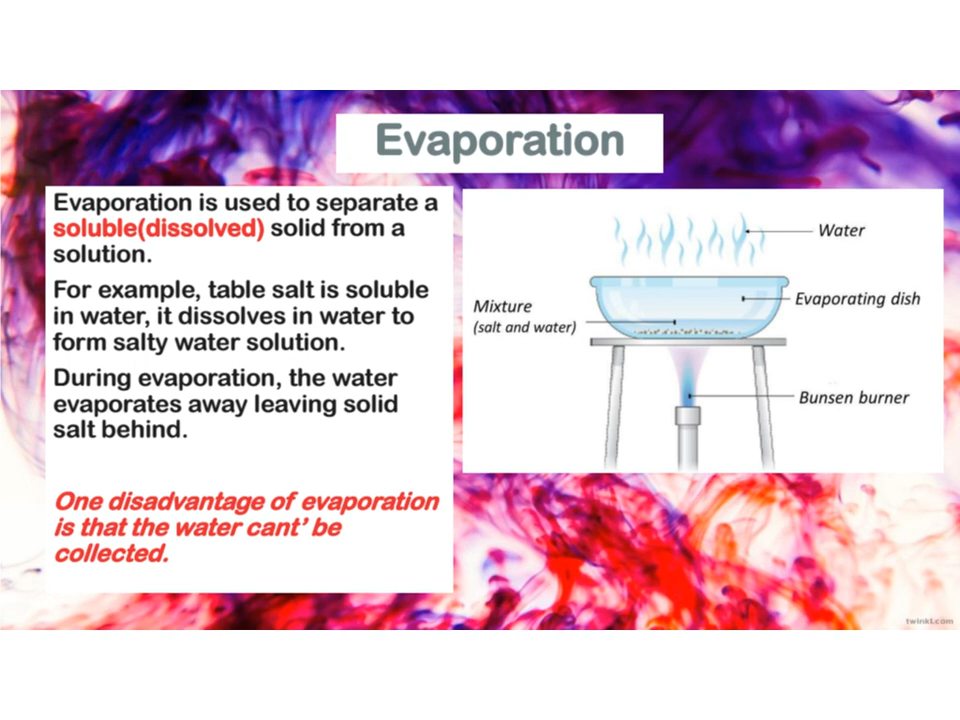 Evaporation
Evaporation is used to separate a
soluble(dissolved) solid from a
solution.
For example, table salt is soluble
in water, it dissolves in water to
form salty water solution.
During evaporation, the water
evaporates away leaving solid
salt behind.
One disadvantage of evaporation
is that the water cant’ be
collected.
Water
Evaporating dish
Mixture
(salt and water)
Bunsen burner
twinkl.com